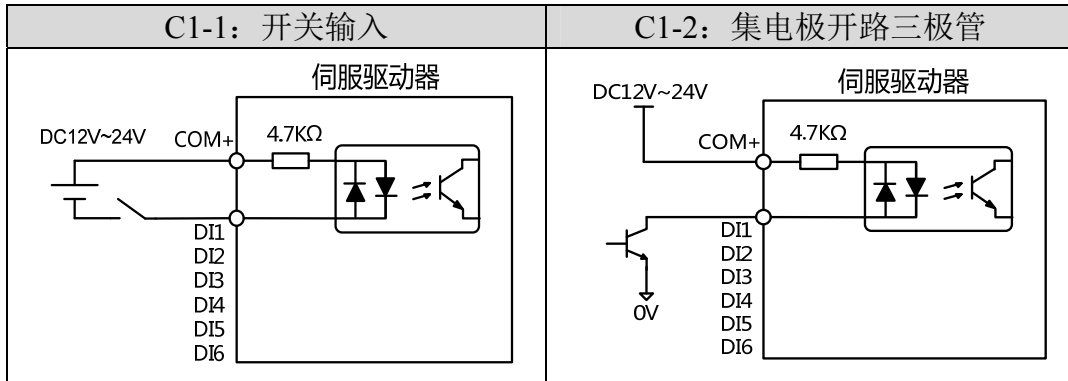 C1-1：开关输入
伺服驱动器
DC12V~24V
COM+
4.7KΩ
DI1
DI2
DI3
DI4
DI5
DI6
C1-2：集电极开路三极管
伺服驱动器
DC12V~24V
COM+
4.7KΩ
DI1
DI2
DI3
DI4
DI5
DI6
0V